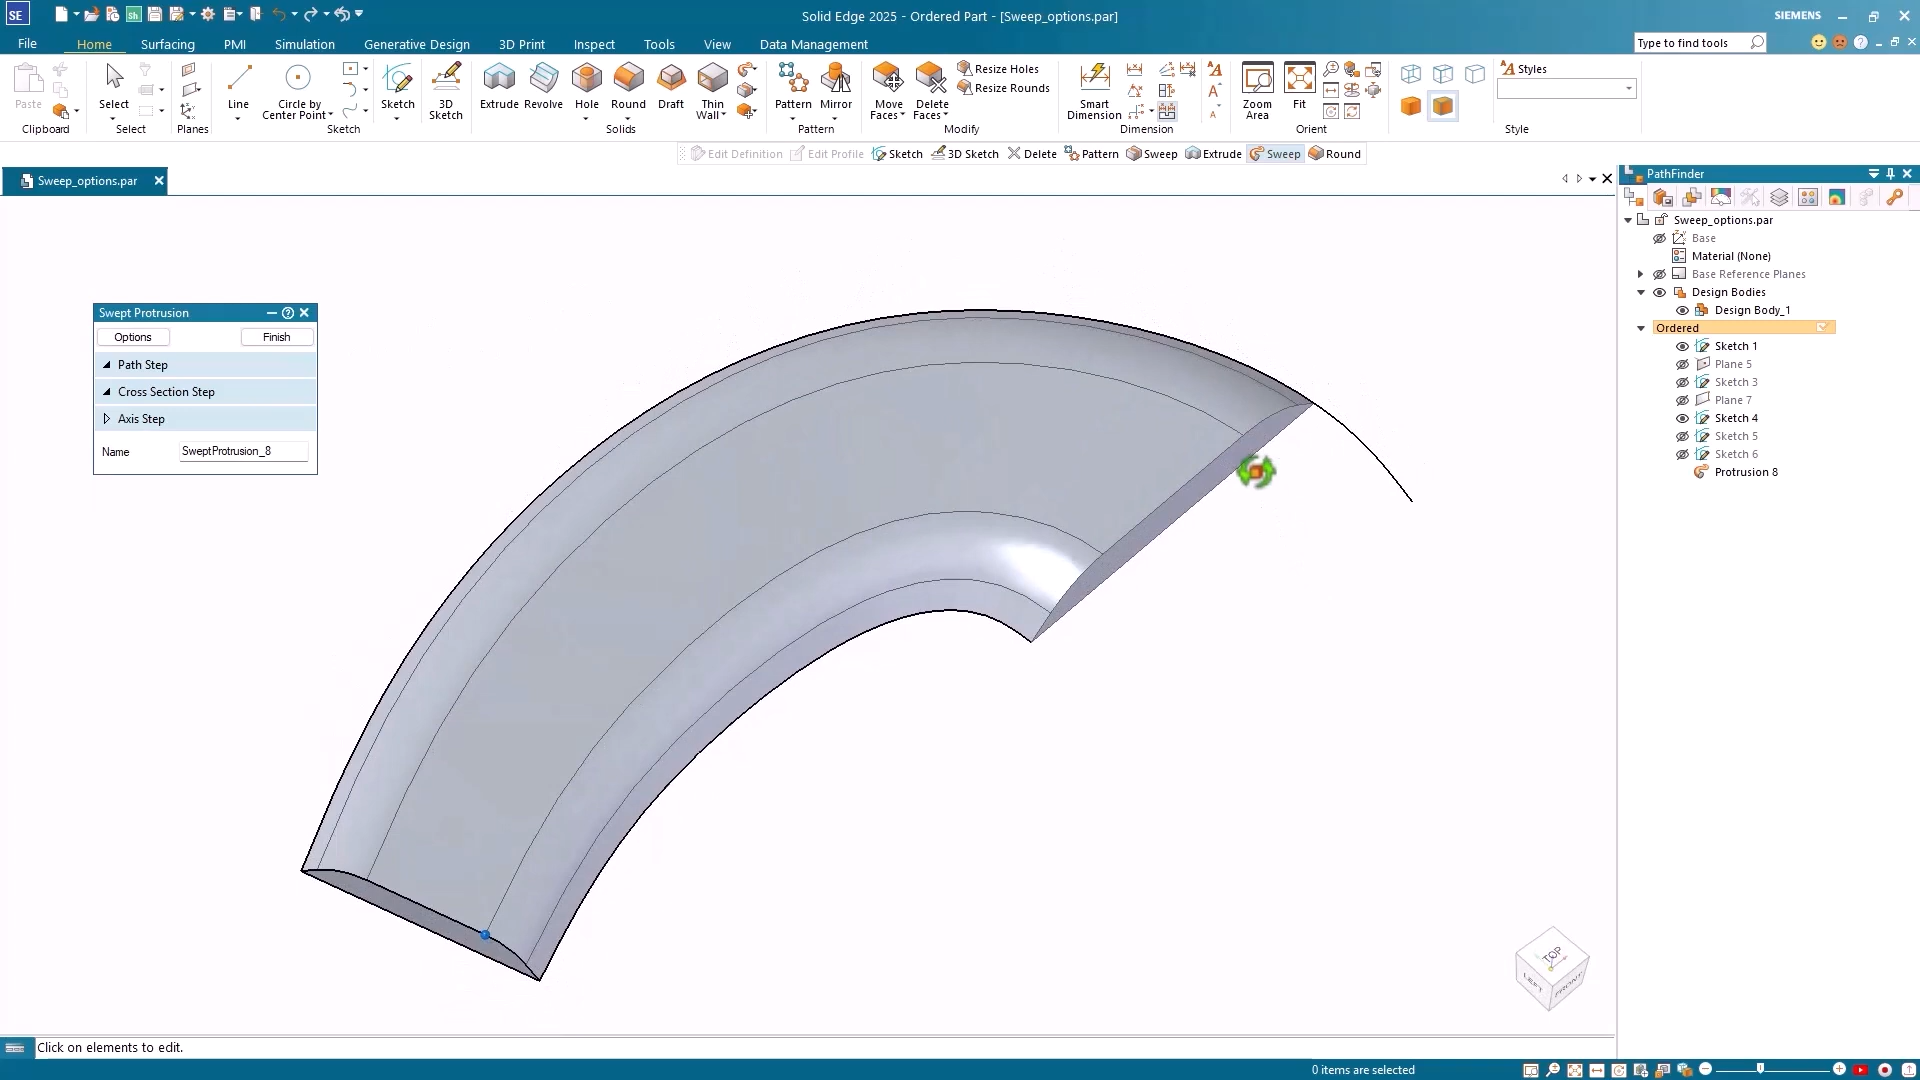 SE
Sh
Solid Edge 2025 - Ordered Part - [Sweep_options.par]
SIEMENS
File
Home
Surfacing
PMI
Simulation
Generative Design
3D Print
Inspect
Tools
View
Data Management
Type to find tools
Paste
Clipboard
Select
Select
Planes
Line
Circle by
Center Point
Sketch
3D
Sketch
Sketch
Extrude
Revolve
Hole
Round
Draft
Thin
Wall
Solids
Pattern
Mirror
Pattern
Move
Faces
Delete
Faces
Resize Holes
Resize Rounds
Modify
Smart
Dimension
Dimension
Zoom
Area
Fit
Orient
Styles
Style
Edit Definition
Edit Profile
Sketch
3D Sketch
Delete
Pattern
Sweep
Extrude
Sweep
Round
Sweep_options.par
Swept Protrusion
Options
Finish
Path Step
Cross Section Step
Axis Step
Name
SweptProtrusion_8
PathFinder
Sweep_options.par
Base
Material (None)
Base Reference Planes
Design Bodies
Design Body_1
Ordered
Sketch 1
Plane 5
Sketch 3
Plane 7
Sketch 4
Sketch 5
Sketch 6
Protrusion 8
TOP
LEFT
FRONT
Click on elements to edit.
0 items are selected